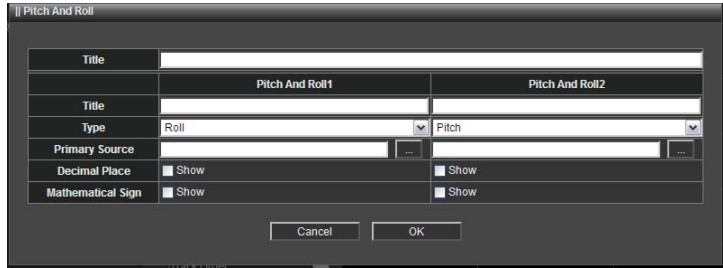 || Pitch And Roll
Title
Pitch And Roll1 Pitch And Roll2
Title
Type Roll Pitch
Primary Source ... ...
Decimal Place Show Show
Mathematical Sign Show Show
Cancel OK